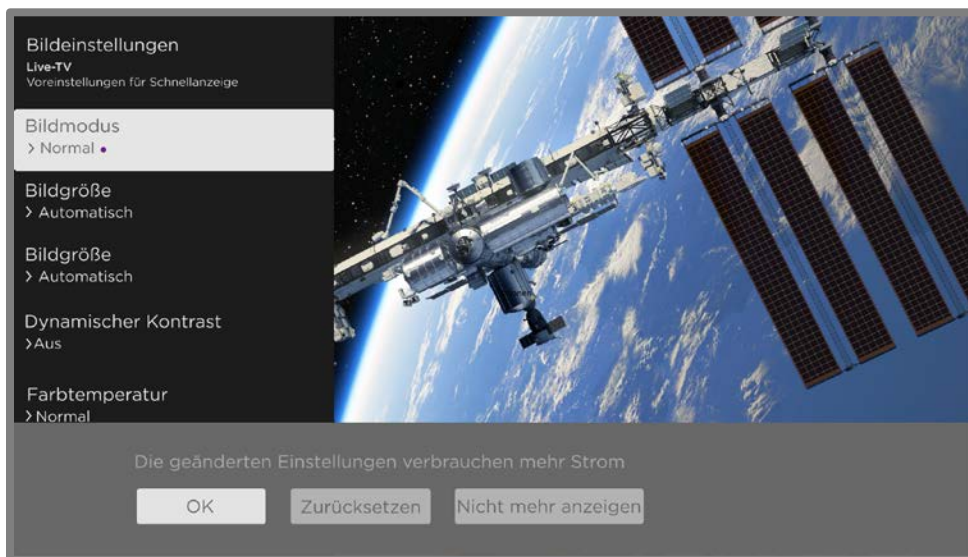 Bildeinstellungen
Live-TV
Voreinstellungen für Schnellanzeige
Bildmodus
> Normal •
Bildgröße
> Automatisch
Bildgröße
> Automatisch
Dynamischer Kontrast
>Aus
Farbtemperatur
>Normal
Die geänderten Einstellungen verbrauchen mehr Strom
OK
Zurücksetzen
Nicht mehr anzeigen